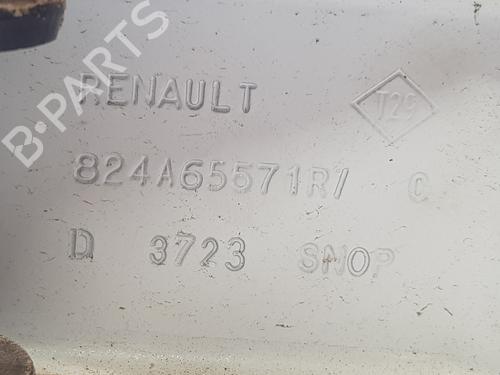 B-PARTS
RENAULT T29
824A65571R/ C
D 3723 SNOP